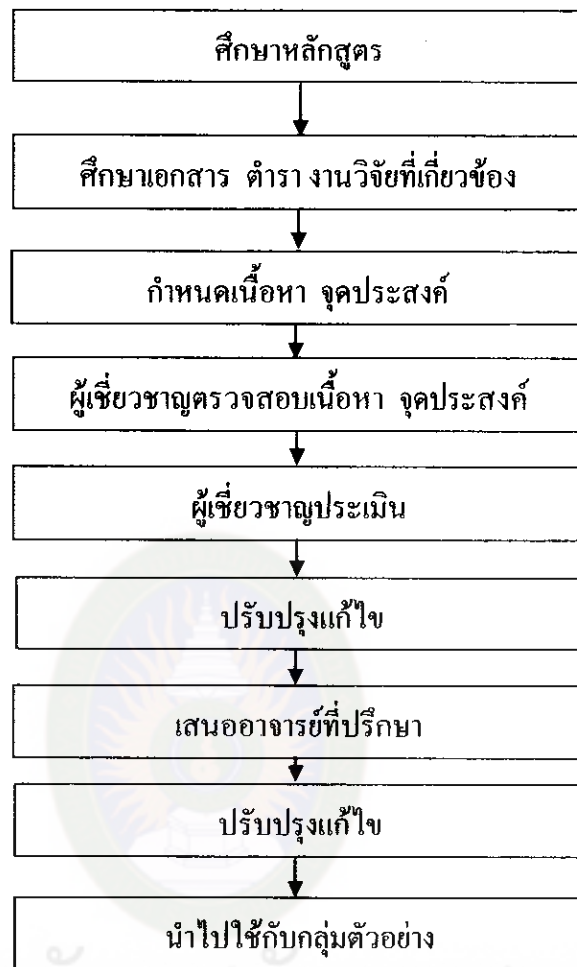 ศึกษาหลักสูตร
ศึกษาเอกสาร ตำรา งานวิจัยที่เกี่ยวข้อง
กำหนดเนื้อหา จุดประสงค์
ผู้เชี่ยวชาญตรวจสอบเนื้อหา จุดประสงค์
ผู้เชี่ยวชาญประเมิน
ปรับปรุงแก้ไข
เสนออาจารย์ที่ปรึกษา
ปรับปรุงแก้ไข
นำไปใช้กับกลุ่มตัวอย่าง